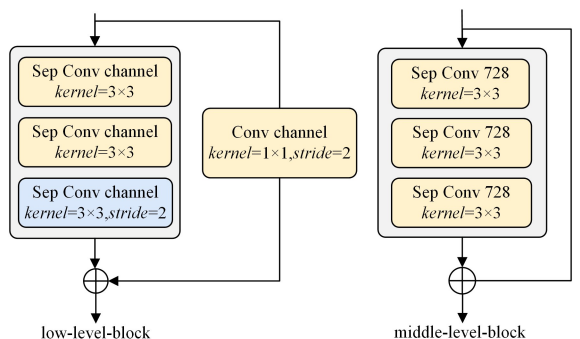 Sep Conv channel
kernel=3×3
Sep Conv channel
kernel=3×3
Sep Conv channel
kernel=3×3,stride=2
Conv channel
kernel=1×1,stride=2
low-level-block
Sep Conv 728
kernel=3×3
Sep Conv 728
kernel=3×3
Sep Conv 728
kernel=3×3
middle-level-block